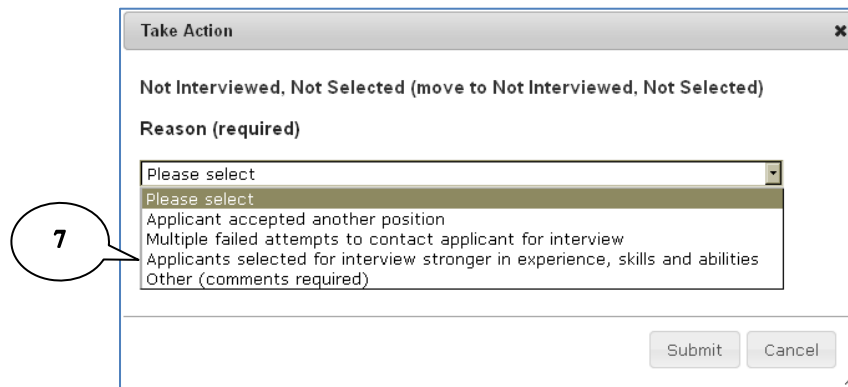 Take Action
Not Interviewed, Not Selected (move to Not Interviewed, Not Selected)
Reason (required)
Please select
Please select
Applicant accepted another position
Multiple failed attempts to contact applicant for interview
7
Applicants selected for interview stronger in experience, skills and abilities
Other (comments required)
Submit Cancel